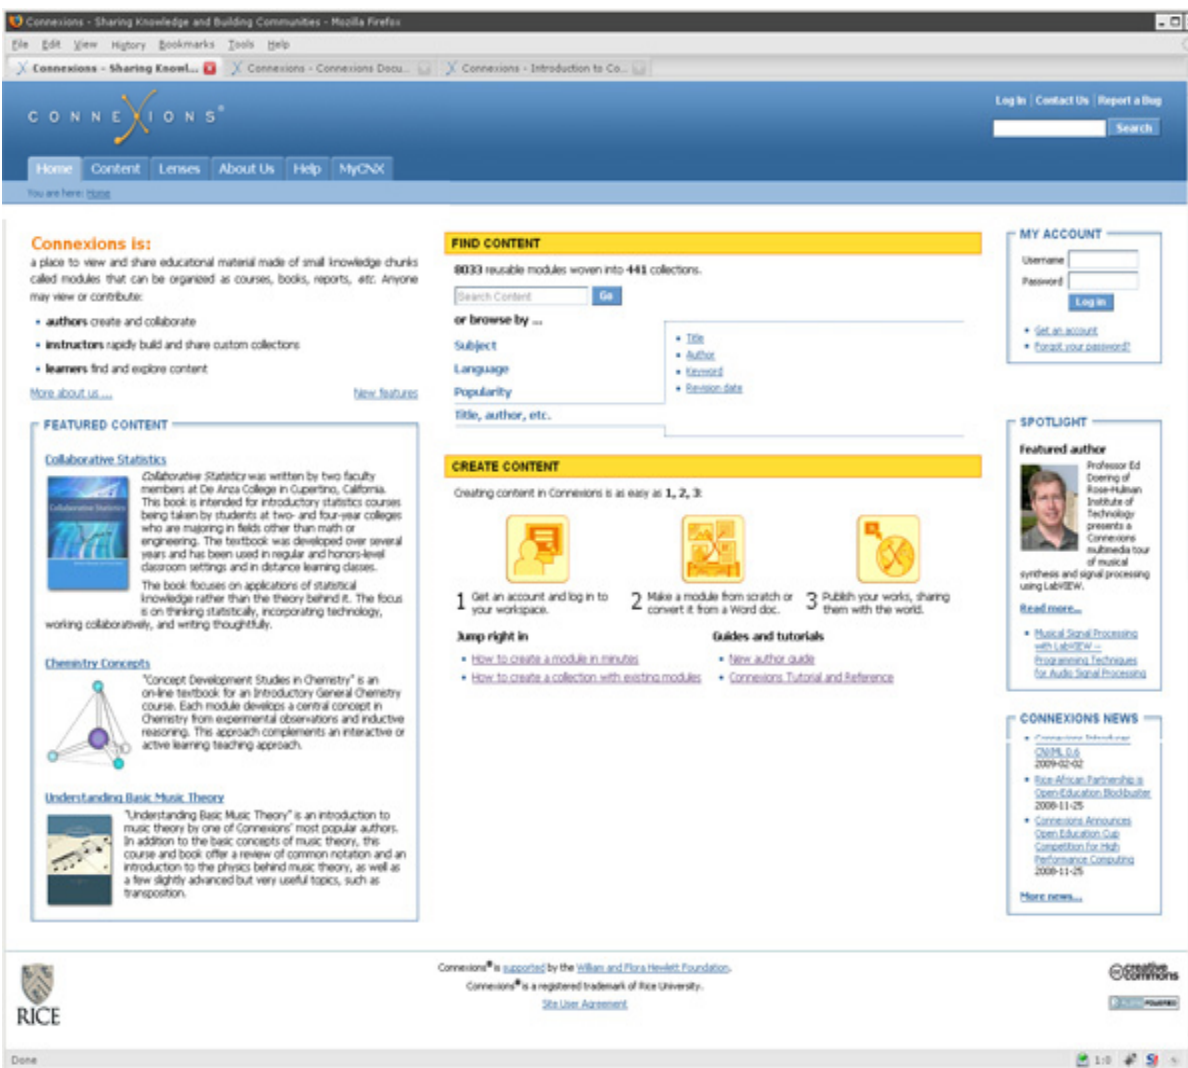 Connexions - Sharing Knowledge and Building Communities - Mozilla Firefox
File Edit View History Bookmarks Tools Help
Connexions - Sharing Knowl... Connexions - Connexions Docu... Connexions - Introduction to Co...
CONNEXIONS®
Log In | Contact Us | Report a Bug
Search
Home Content Lenses About Us Help MyCNX
You are here: Home
Connexions is:
a place to view and share educational material made of small knowledge chunks
called modules that can be organized as courses, books, reports, etc. Anyone
may view or contribute:
• authors create and collaborate
• instructors rapidly build and share custom collections
• learners find and explore content
More about us ... New features
FEATURED CONTENT
Collaborative Statistics
Collaborative Statistics
Collaborative Statistics was written by two faculty
members at De Anza College in Cupertino, California.
This book is intended for introductory statistics courses
being taken by students at two- and four-year colleges
who are majoring in fields other than math or
engineering. The textbook was developed over several
years and has been used in regular and honors-level
classroom settings and in distance learning classes.
The book focuses on applications of statistical
knowledge rather than the theory behind it. The focus
is on thinking statistically, incorporating technology,
working collaboratively, and writing thoughtfully.
Chemistry Concepts
"Concept Development Studies in Chemistry" is an
on-line textbook for an Introductory General Chemistry
course. Each module develops a central concept in
Chemistry from experimental observations and inductive
reasoning. This approach complements an interactive or
active learning teaching approach.
Understanding Basic Music Theory
"Understanding Basic Music Theory" is an introduction to
music theory by one of Connexions' most popular authors.
In addition to the basic concepts of music theory, this
course and book offer a review of common notation and an
introduction to the physics behind music theory, as well as
a few slightly advanced but very useful topics, such as
transposition.
FIND CONTENT
8033 reusable modules woven into 441 collections.
Search Content Go
or browse by ...
Subject
Language
Popularity
Title, author, etc.
• Title
• Author
• Keyword
• Revision date
CREATE CONTENT
Creating content in Connexions is as easy as 1, 2, 3:
1 Get an account and log in to
your workspace.
2 Make a module from scratch or
convert it from a Word doc.
3 Publish your works, sharing
them with the world.
Jump right in
• How to create a module in minutes
• How to create a collection with existing modules
Guides and tutorials
• New author guide
• Connexions Tutorial and Reference
MY ACCOUNT
Username
Password
Log in
• Get an account
• Forgot your password?
SPOTLIGHT
Featured author
Professor Ed
Doering of
Rose-Hulman
Institute of
Technology
presents a
Connexions
multimedia tour
of musical
synthesis and signal processing
using LabVIEW.
Read more...
• Musical Signal Processing
with LabVIEW --
Programming Techniques
for Audio Signal Processing
CONNEXIONS NEWS
• Connexions Introduces
CNXML 0.6
2009-02-02
• Rice-African Partnership is
Open-Education Blockbuster
2008-11-25
• Connexions Announces
Open Education Cup
Competition for High
Performance Computing
2008-11-25
More news...
RICE
Connexions® is supported by the William and Flora Hewlett Foundation.
Connexions® is a registered trademark of Rice University.
Site User Agreement
creative
commons
POWERED
Done
1:0